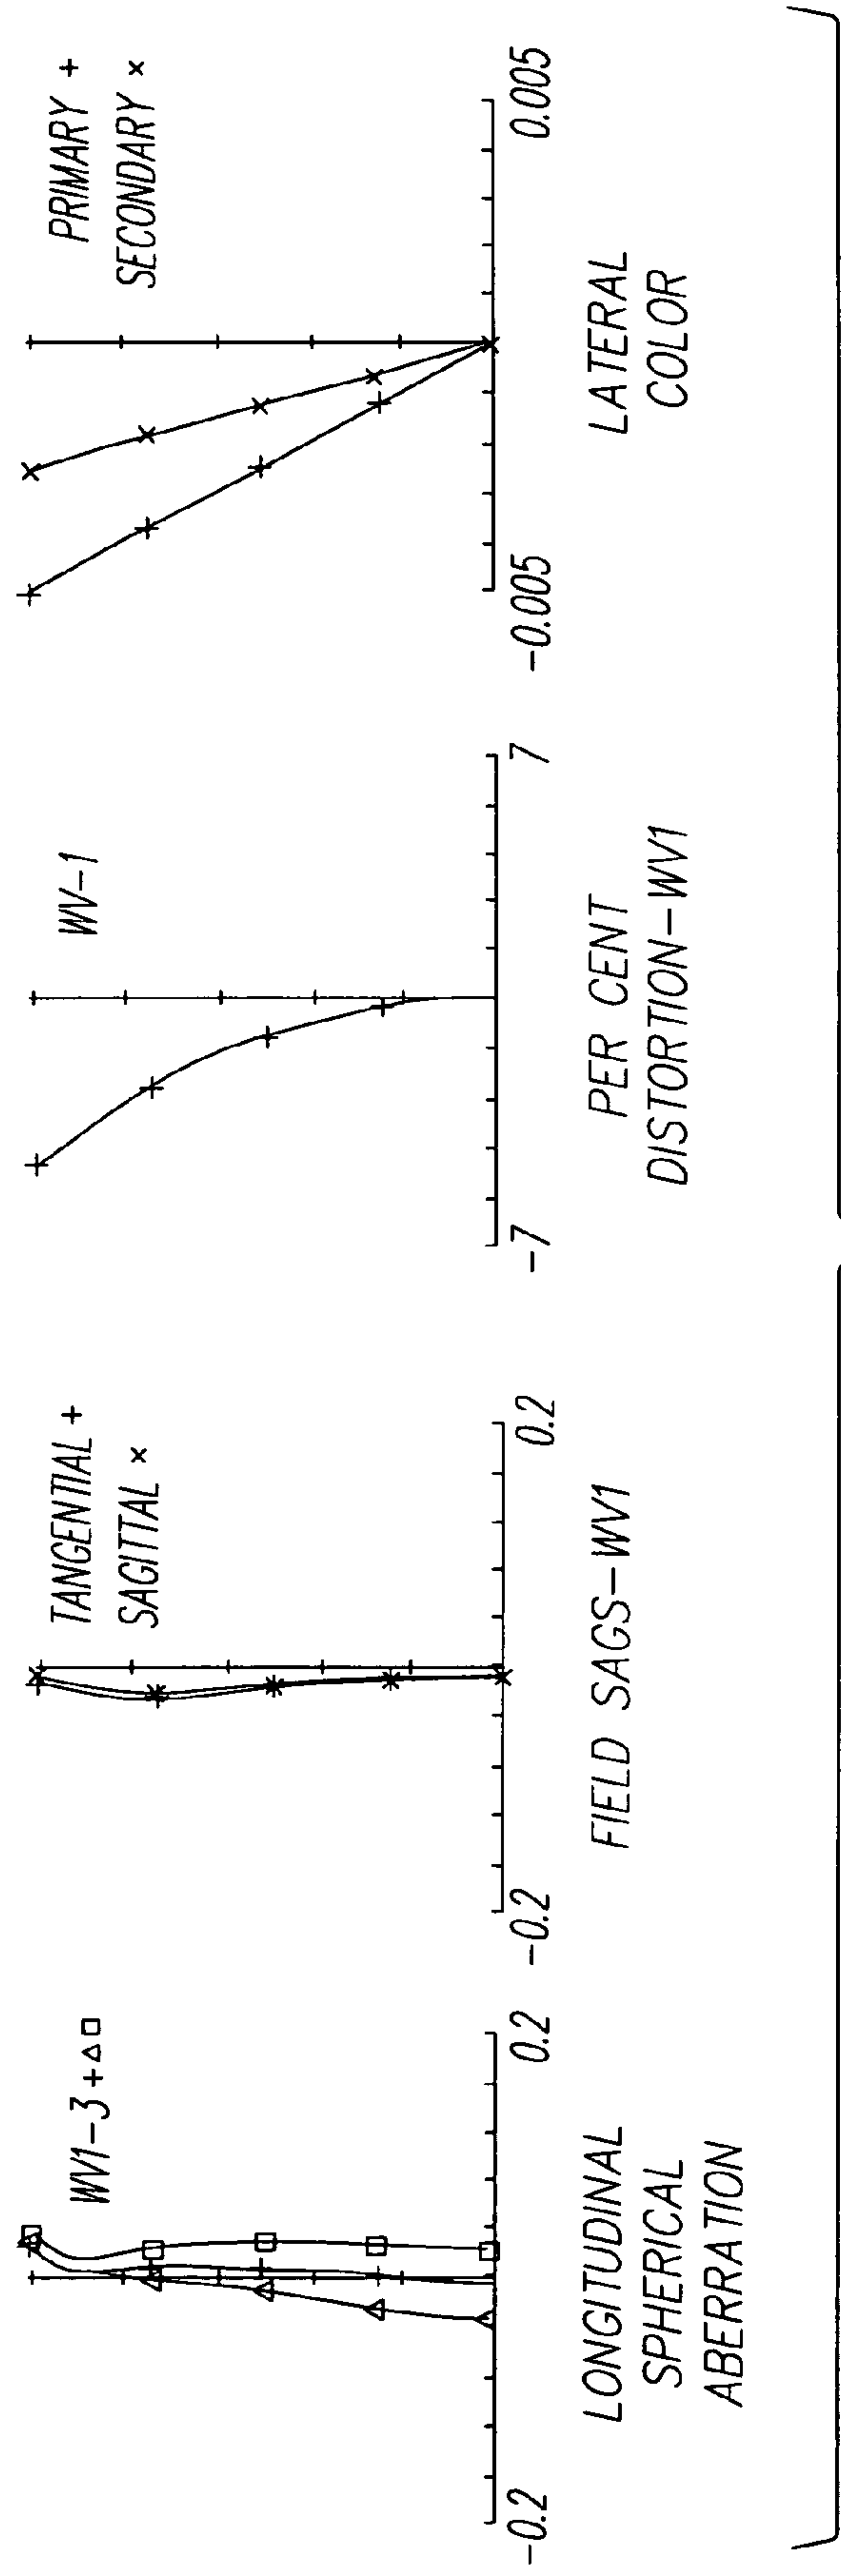 WV1-3 + △ □
-0.2
0.2
LONGITUDINAL
SPHERICAL
ABERRATION
TANGENTIAL +
SAGITTAL ×
-0.2
0.2
FIELD SAGS-WV1
WV-1
-7
7
PER CENT
DISTORTION-WV1
PRIMARY +
SECONDARY ×
-0.005
0.005
LATERAL
COLOR